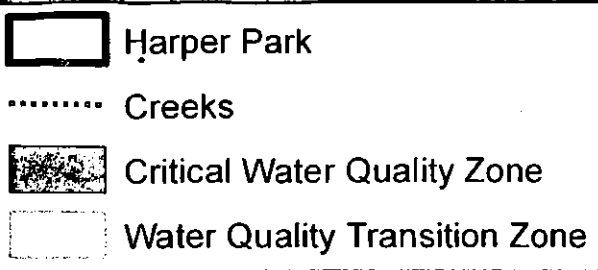 Harper Park
Creeks
Critical Water Quality Zone
Water Quality Transition Zone